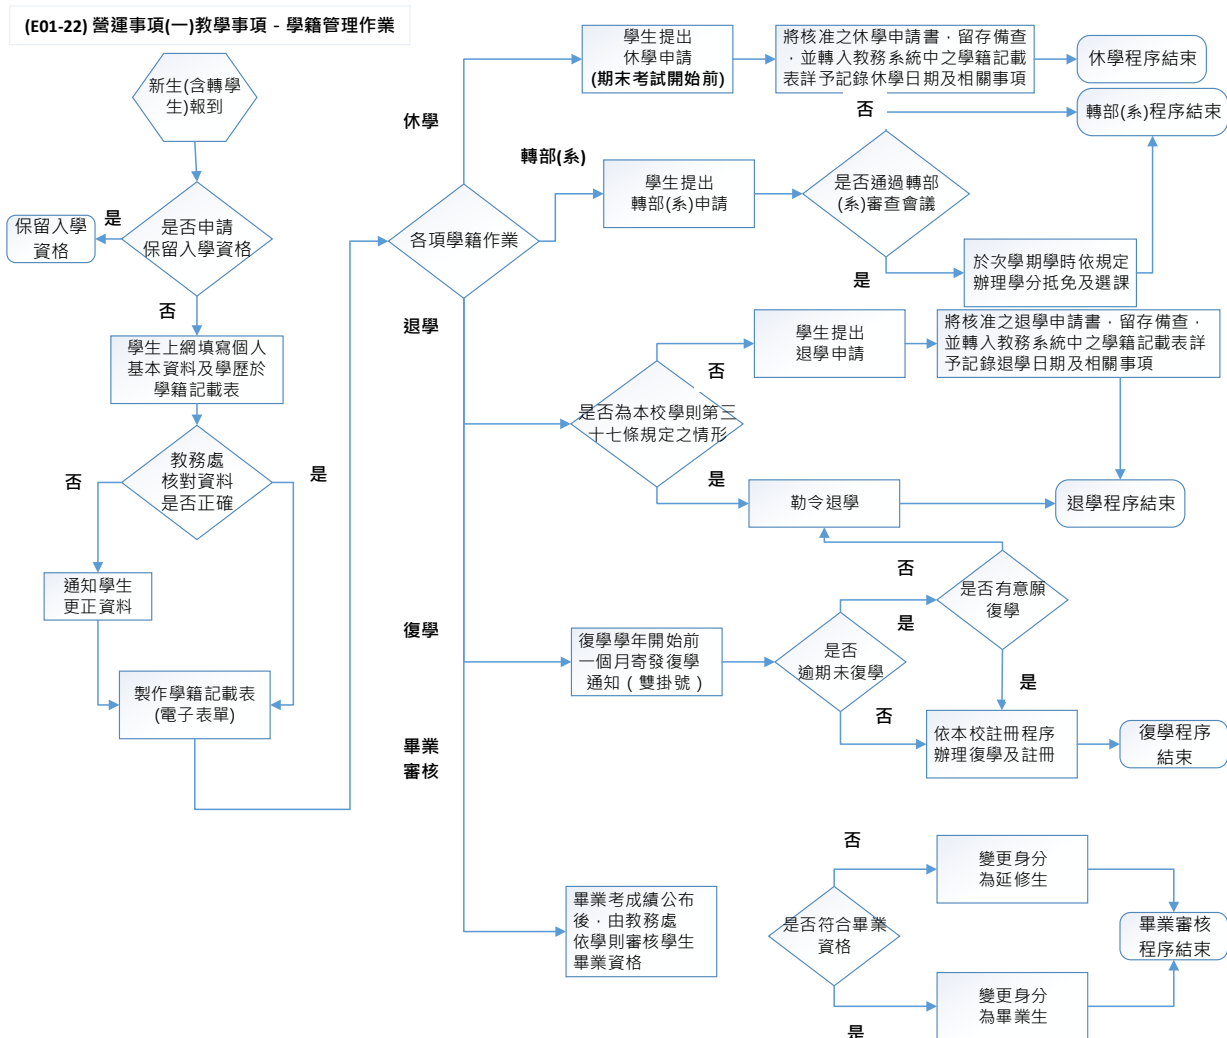 (E01-22) 營運事項(一)教學事項 - 學籍管理作業
新生(含轉學
生)報到
是否申請
保留入學資格
是
保留入學
資格
否
學生上網填寫個人
基本資料及學歷於
學籍記載表
教務處
核對資料
是否正確
否
是
通知學生
更正資料
製作學籍記載表
(電子表單)
各項學籍作業
休學
學生提出
休學申請
(期末考試開始前)
將核准之休學申請書，留存備查
，並轉入教務系統中之學籍記載
表詳予記錄休學日期及相關事項
休學程序結束
轉部(系)
學生提出
轉部(系)申請
是否通過轉部
(系)審查會議
否
轉部(系)程序結束
是
於次學期學時依規定
辦理學分抵免及選課
退學
是否為本校學則第三
十七條規定之情形
否
學生提出
退學申請
將核准之退學申請書，留存備查，
並轉入教務系統中之學籍記載表詳
予記錄退學日期及相關事項
是
勒令退學
退學程序結束
復學
復學學年開始前
一個月寄發復學
通知（雙掛號）
是否
逾期未復學
是
是否有意願
復學
否
是
否
依本校註冊程序
辦理復學及註冊
復學程序
結束
畢業
審核
畢業考成績公布
後，由教務處
依學則審核學生
畢業資格
是否符合畢業
資格
否
變更身分
為延修生
是
變更身分
為畢業生
畢業審核
程序結束